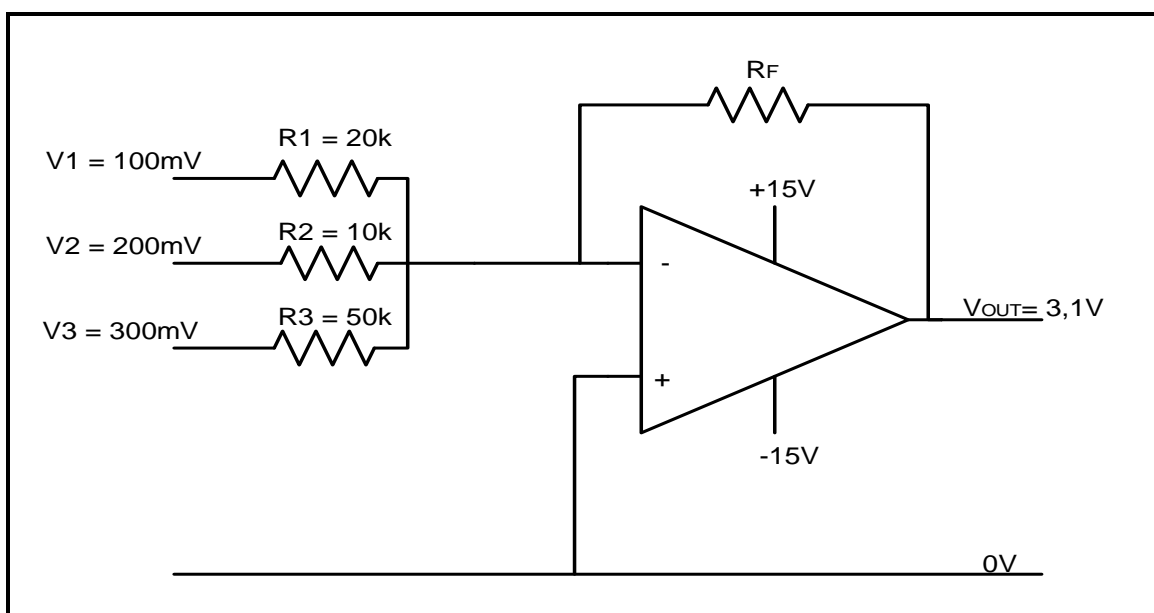 RF
R1 = 20k
V1 = 100mV
+15V
R2 = 10k
V2 = 200mV
-
R3 = 50k
V3 = 300mV
VOUT= 3,1V
+
-15V
0V